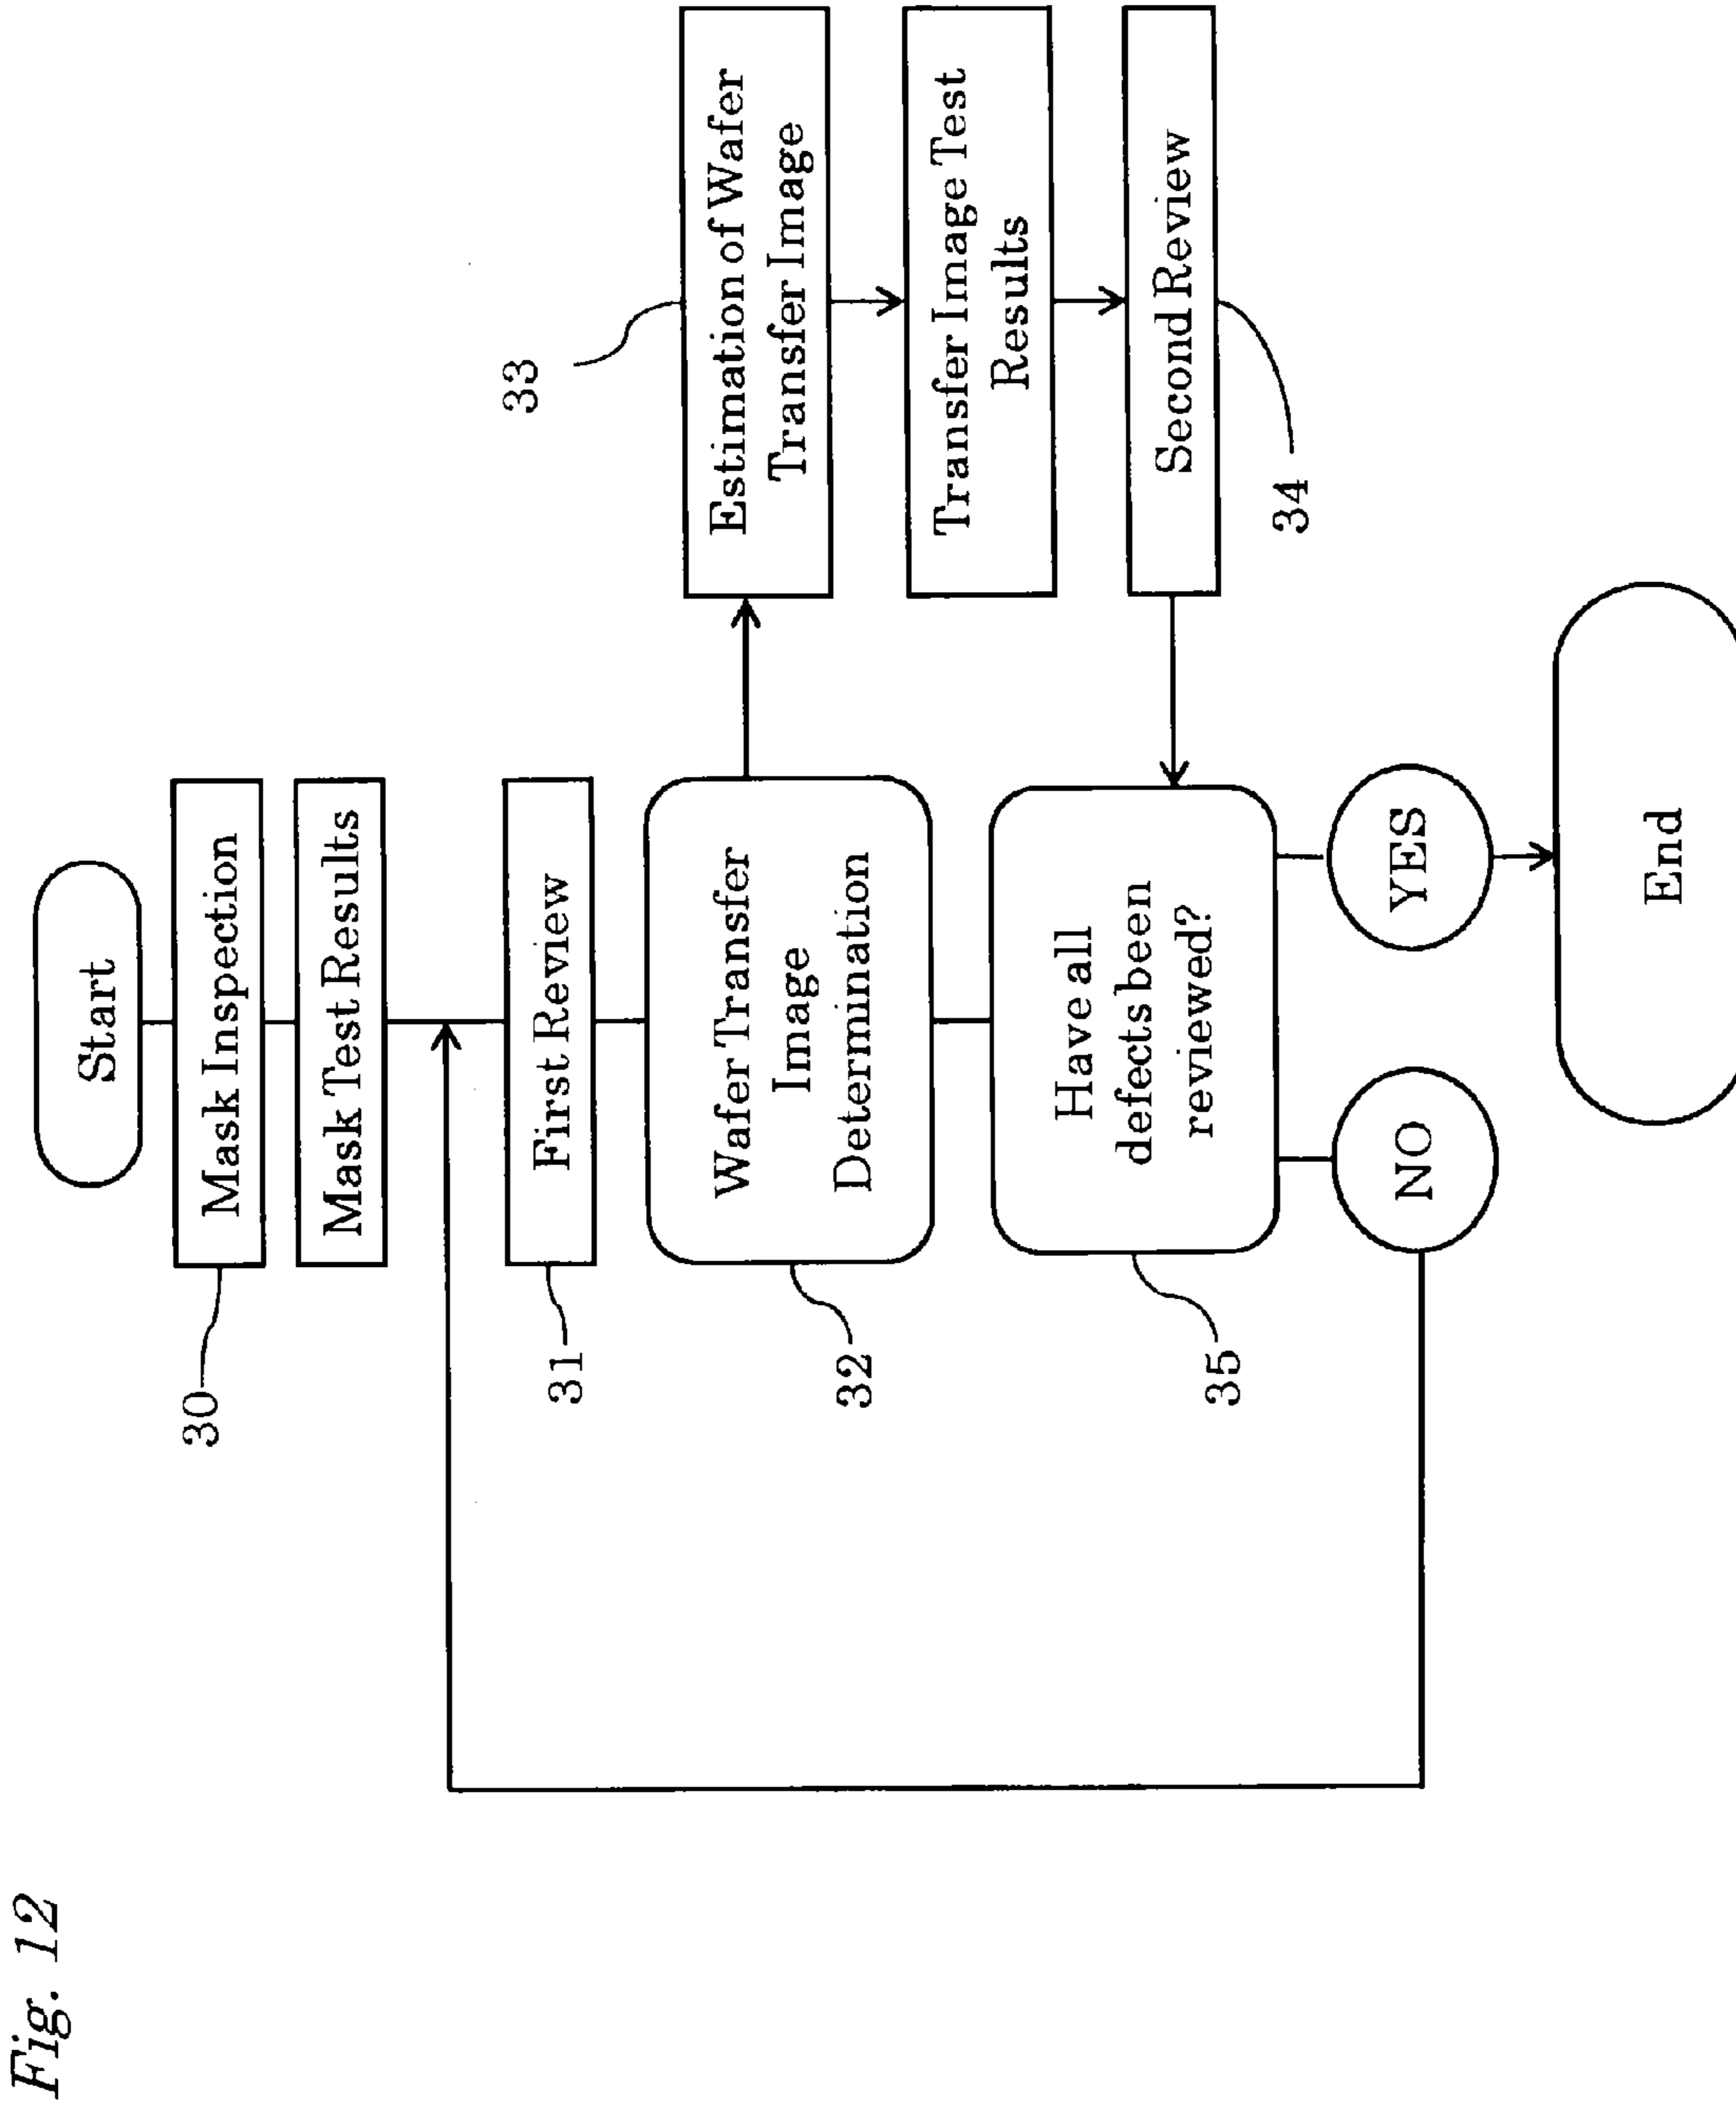 Fig. 12
Start
30
Mask Inspection
Mask Test Results
31
First Review
32
Wafer Transfer
Image
Determination
33
Estimation of Wafer
Transfer Image
Transfer Image Test
Results
Second Review
34
35
Have all
defects been
reviewed?
NO
YES
End